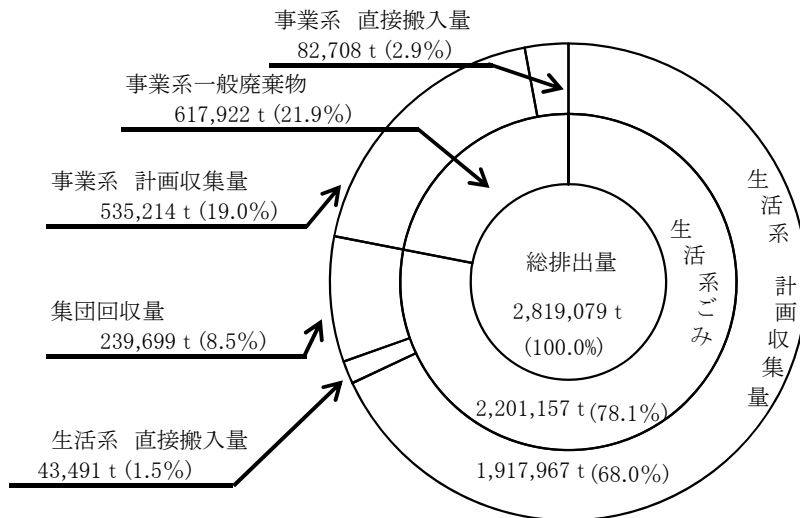 事業系 直接搬入量
82,708 t (2.9%)
事業系一般廃棄物
617,922 t (21.9%)
事業系 計画収集量
535,214 t (19.0%)
集団回収量
239,699 t (8.5%)
生活系 直接搬入量
43,491 t (1.5%)
総排出量
2,819,079 t
(100.0%)
生活系ごみ
2,201,157 t (78.1%)
生活系 計画収集量
1,917,967 t (68.0%)